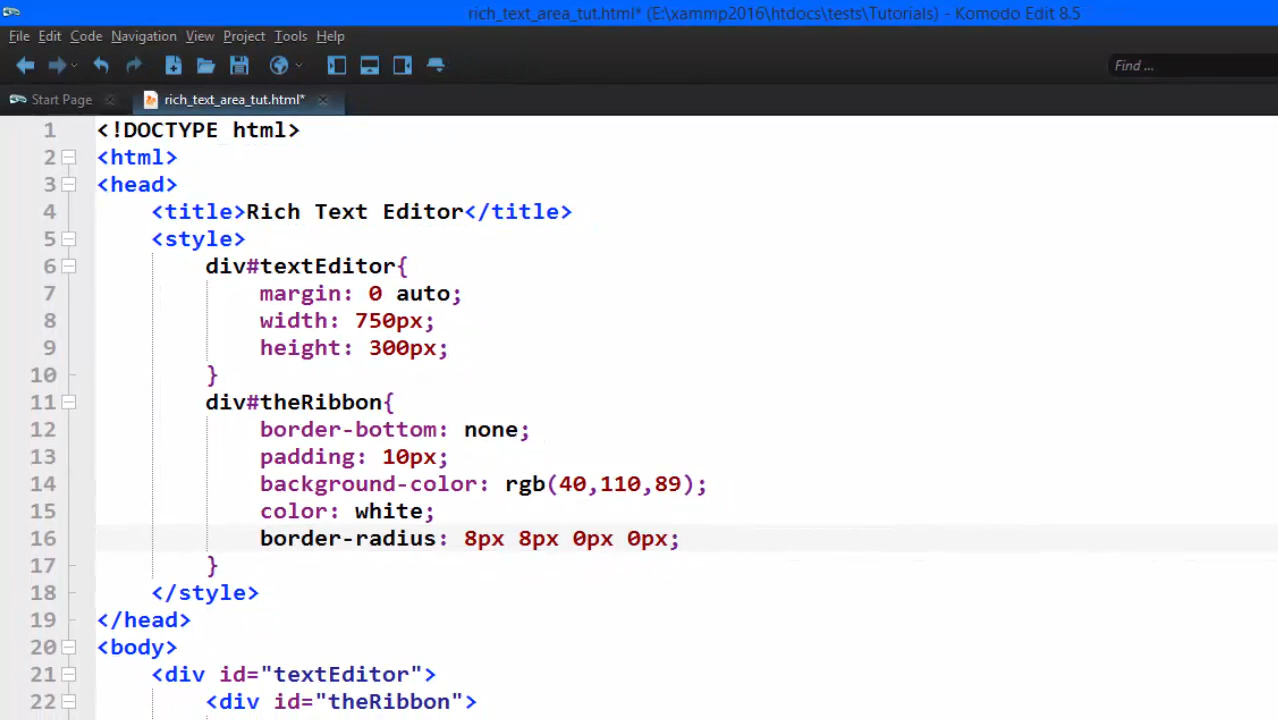 rich_text_area_tut.html* (E:\xammp2016\htdocs\tests\Tutorials) - Komodo Edit 8.5
File Edit Code Navigation View Project Tools Help
Find ...
Start Page rich_text_area_tut.html*
1 <!DOCTYPE html>
2 <html>
3 <head>
4 <title>Rich Text Editor</title>
5 <style>
6 div#textEditor{
7 margin: 0 auto;
8 width: 750px;
9 height: 300px;
10 }
11 div#theRibbon{
12 border-bottom: none;
13 padding: 10px;
14 background-color: rgb(40,110,89);
15 color: white;
16 border-radius: 8px 8px 0px 0px;
17 }
18 </style>
19 </head>
20 <body>
21 <div id="textEditor">
22 <div id="theRibbon">